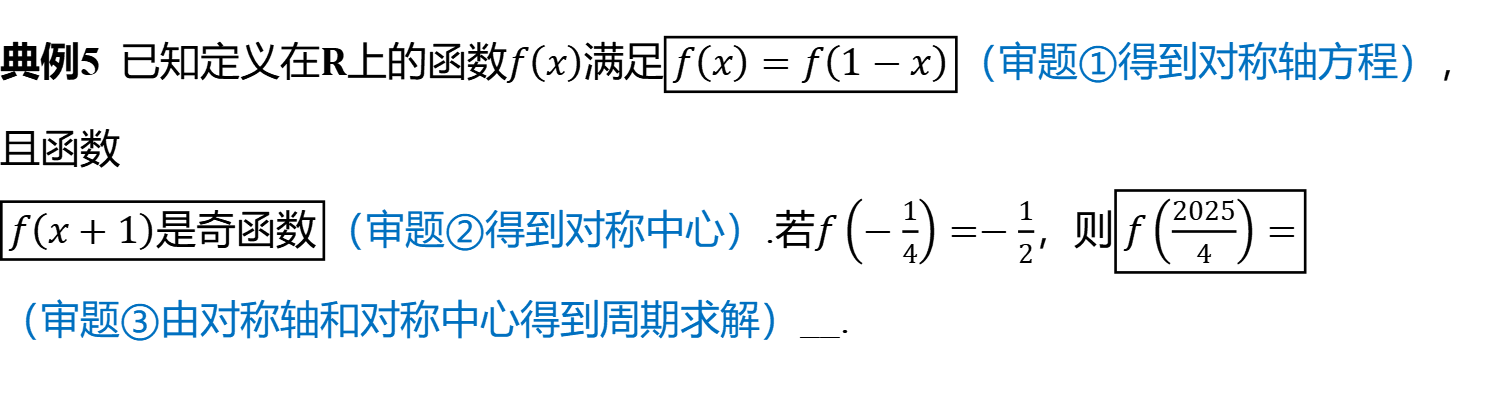 典例5 已知定义在R上的函数f(x)满足f(x) = f(1 − x)（审题①得到对称轴方程），
且函数
f(x + 1)是奇函数（审题②得到对称中心）.若f(−1/4) =−1/2，则f(2025/4) =
（审题③由对称轴和对称中心得到周期求解）__.